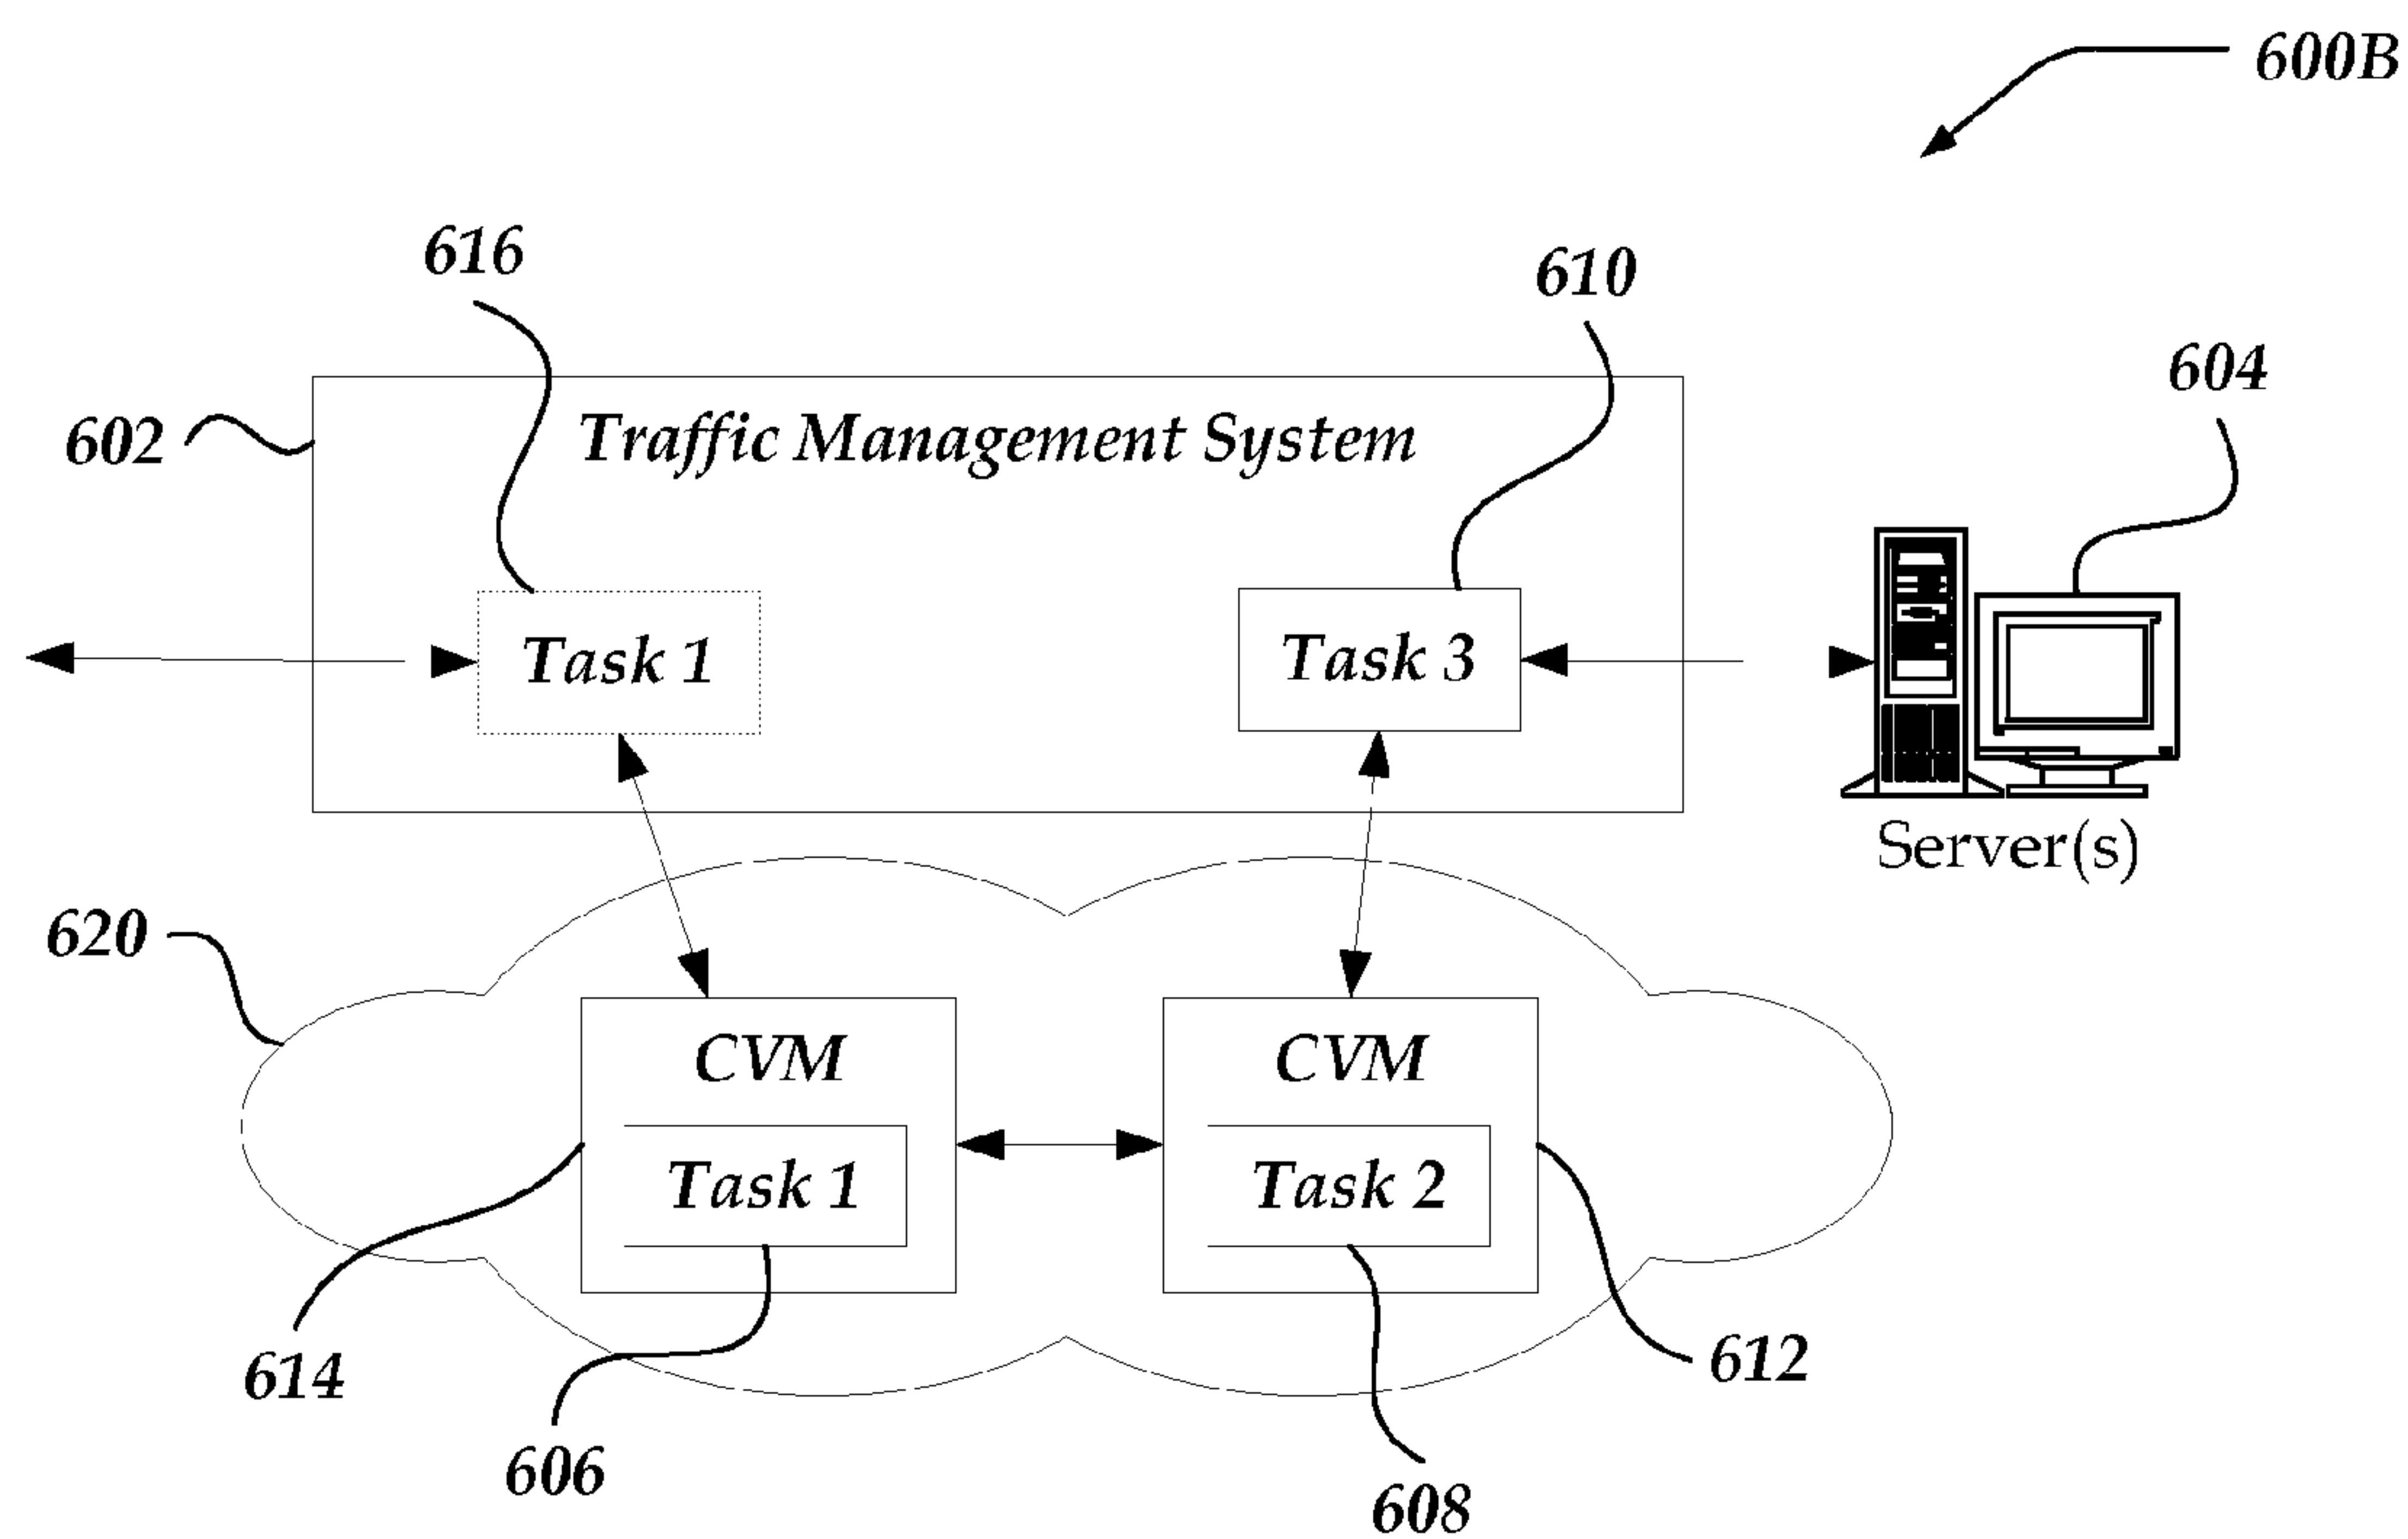 600B
616
610
604
602
Traffic Management System
Task 1
Task 3
Server(s)
620
CVM
CVM
Task 1
Task 2
614
612
606
608